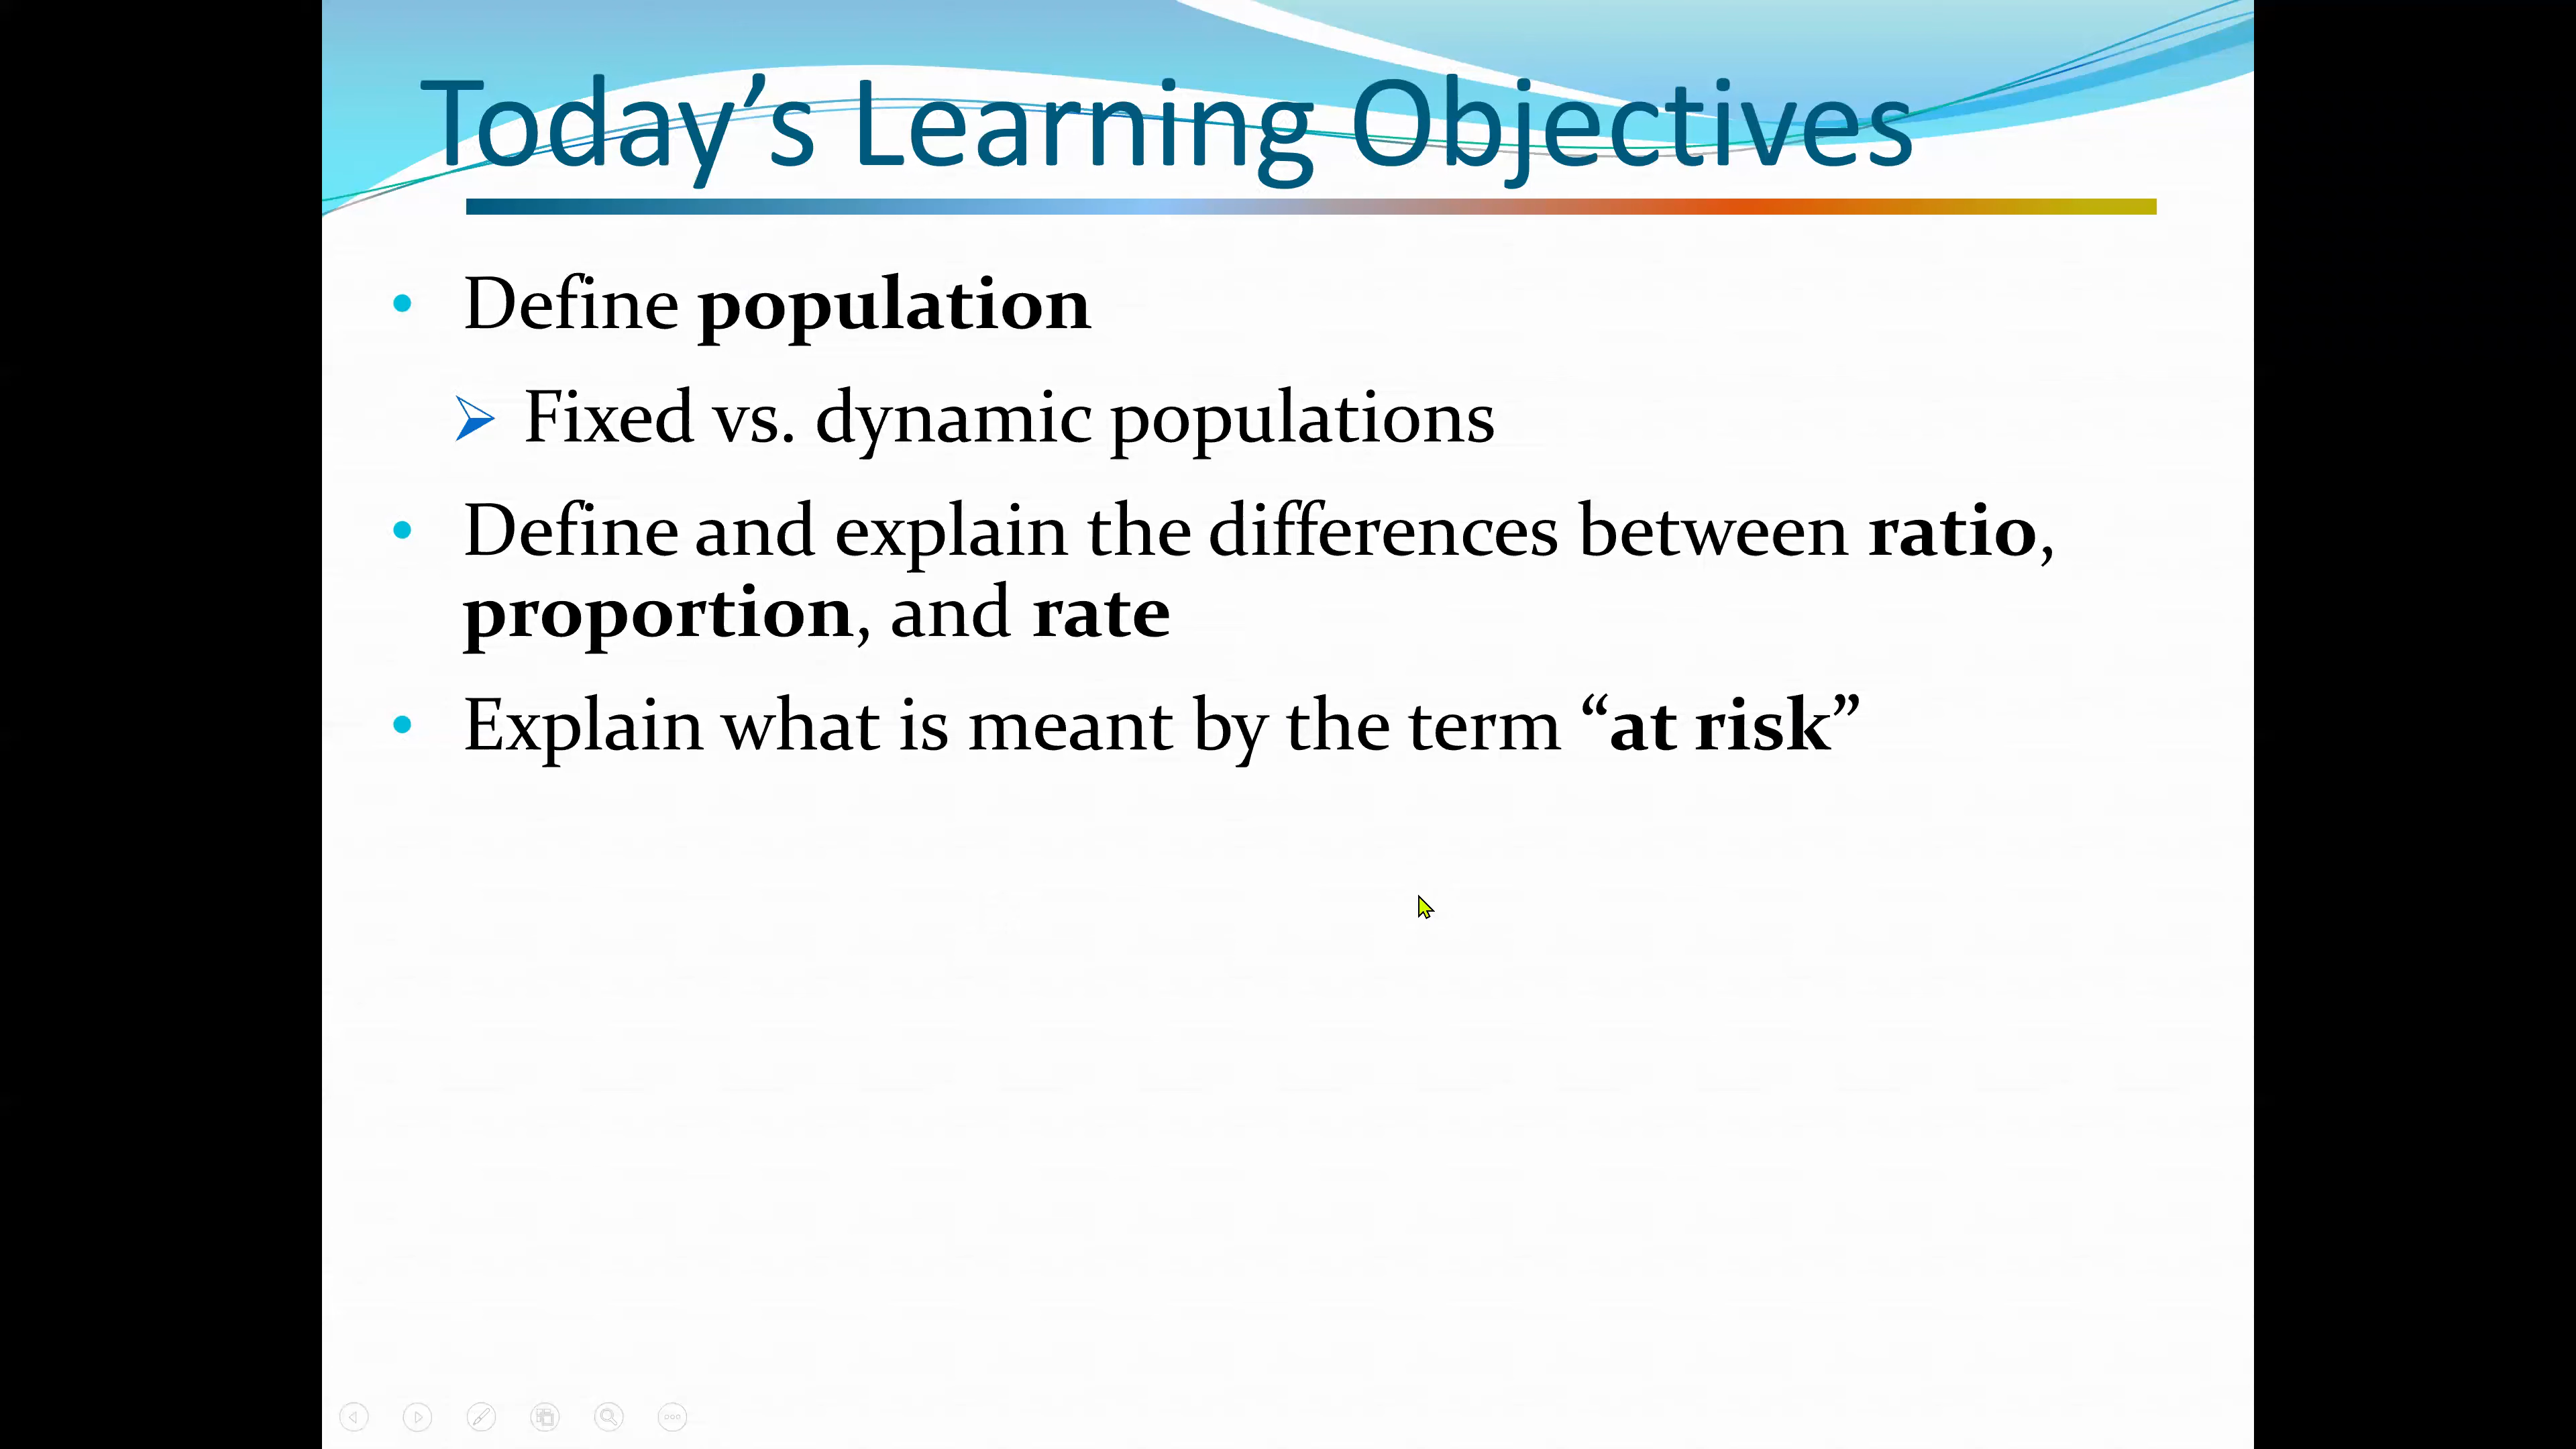 Today’s Learning Objectives
• Define population
➢ Fixed vs. dynamic populations
• Define and explain the differences between ratio,
proportion, and rate
• Explain what is meant by the term “at risk”